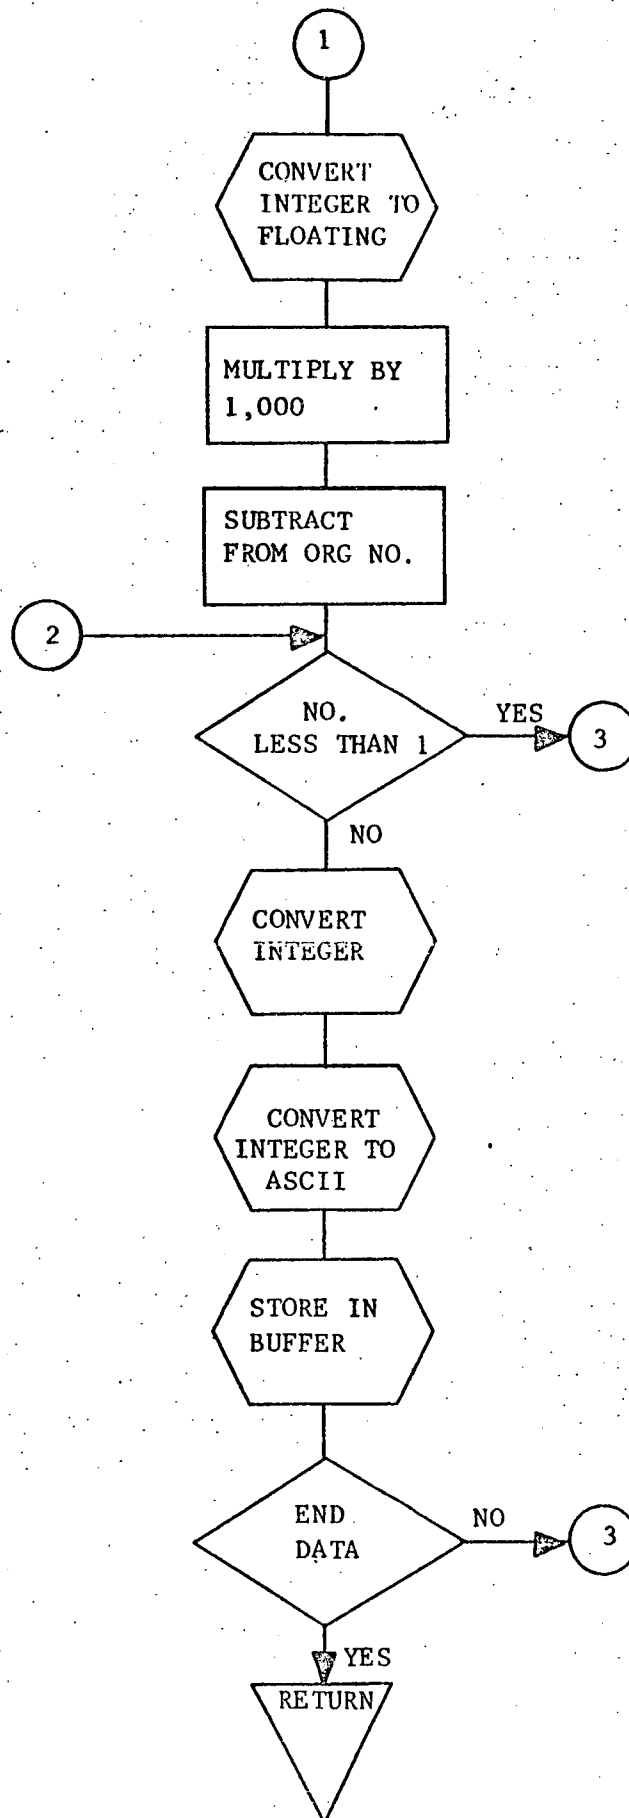 1
CONVERT
INTEGER TO
FLOATING
MULTIPLY BY
1,000
SUBTRACT
FROM ORG NO.
2
NO.
LESS THAN 1
YES
3
NO
CONVERT
INTEGER
CONVERT
INTEGER TO
ASCII
STORE IN
BUFFER
END
DATA
NO
3
YES
RETURN